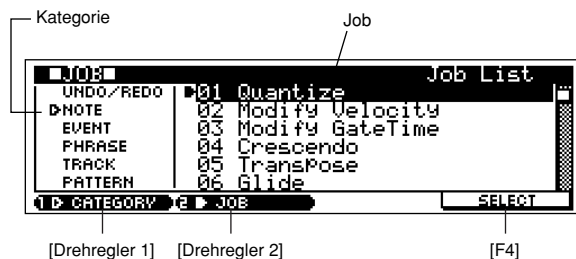 Kategorie
Job
JOB Job List
UNDO/REDO 01 Quantize
NOTE 02 Modify Velocity
EVENT 03 Modify GateTime
PHRASE 04 Crescendo
TRACK 05 Transpose
PATTERN 06 Glide
1 CATEGORY 2 JOB SELECT
[Drehregler 1] [Drehregler 2] [F4]